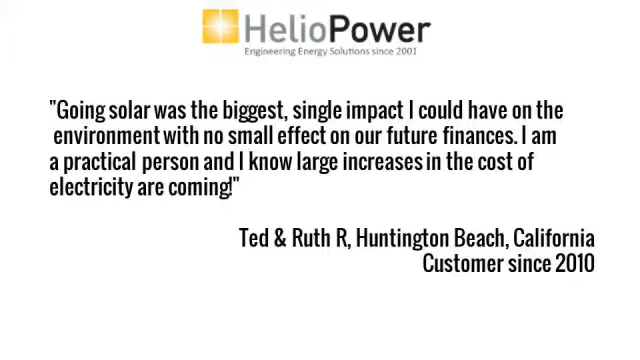 HelioPower
Engineering Energy Solutions since 2001
"Going solar was the biggest, single impact I could have on the
environment with no small effect on our future finances. I am
a practical person and I know large increases in the cost of
electricity are coming!"
Ted & Ruth R, Huntington Beach, California
Customer since 2010